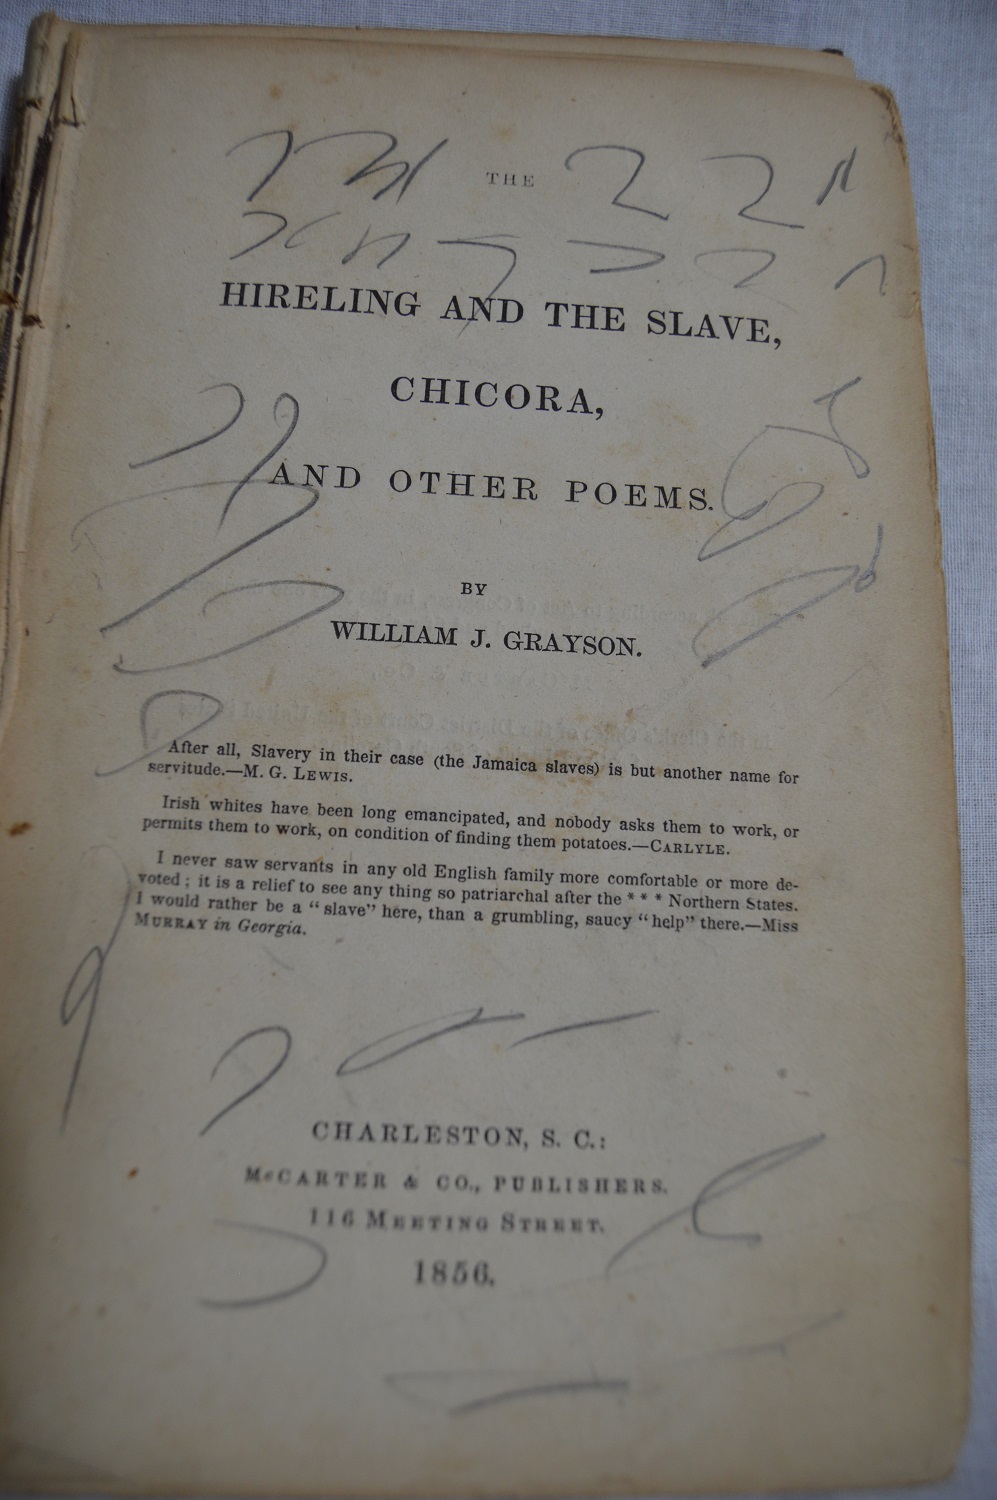 THE
HIRELING AND THE SLAVE,
CHICORA,
AND OTHER POEMS.
BY
WILLIAM J. GRAYSON.
After all, Slavery in their case (the Jamaica slaves) is but another name for
servitude.—M. G. LEWIS.
Irish whites have been long emancipated, and nobody asks them to work, or
permits them to work, on condition of finding them potatoes.—CARLYLE.
I never saw servants in any old English family more comfortable or more de-
voted; it is a relief to see any thing so patriarchal after the * * * Northern States.
I would rather be a “slave” here, than a grumbling, saucy “help” there.—Miss
MURRAY in Georgia.
CHARLESTON, S. C.:
McCARTER & CO., PUBLISHERS.
116 MEETING STREET.
1856.